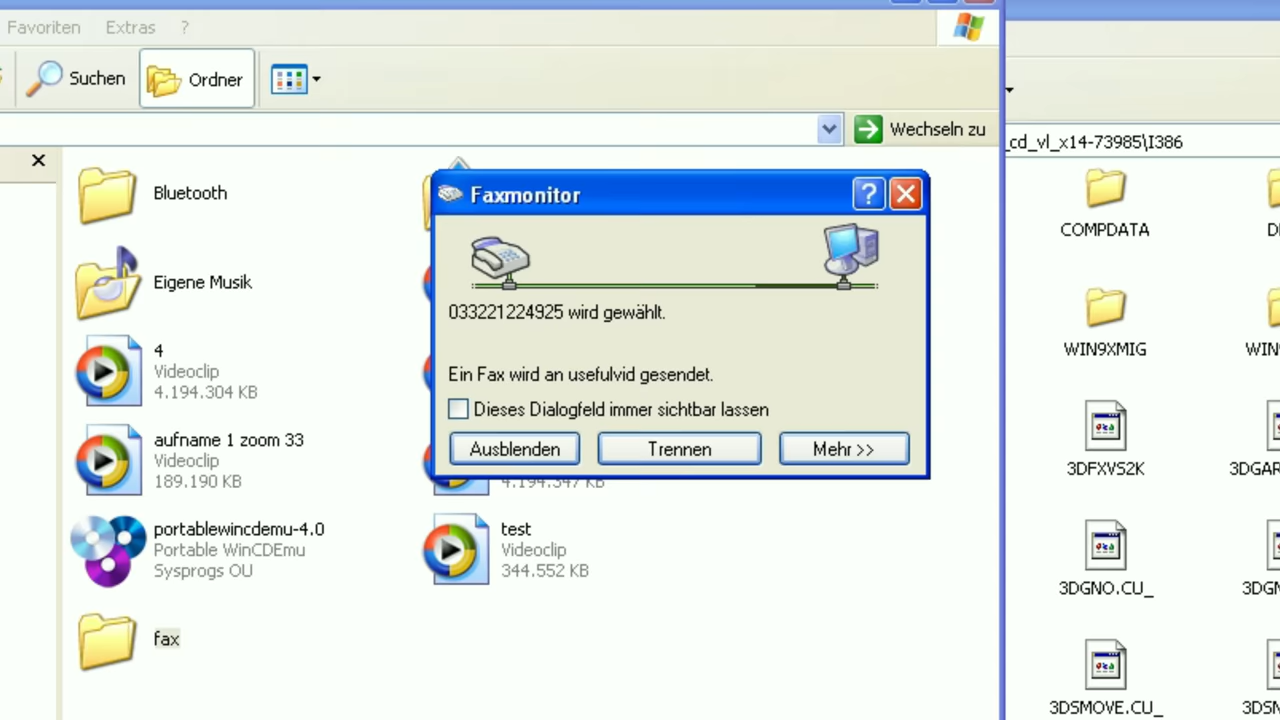 Favoriten Extras ?
Suchen Ordner
Wechseln zu
_cd_vl_x14-73985\I386
Bluetooth
Eigene Musik
4
Videoclip
4.194.304 KB
aufname 1 zoom 33
Videoclip
189.190 KB
portablewincdemu-4.0
Portable WinCDEmu
Sysprogs OU
fax
4.194.347 KB
test
Videoclip
344.552 KB
Faxmonitor
033221224925 wird gewählt.
Ein Fax wird an usefulvid gesendet.
Dieses Dialogfeld immer sichtbar lassen
Ausblenden Trennen Mehr >>
COMPDATA
WIN9XMIG
3DFXVS2K
3DGNO.CU_
3DSMOVE.CU_